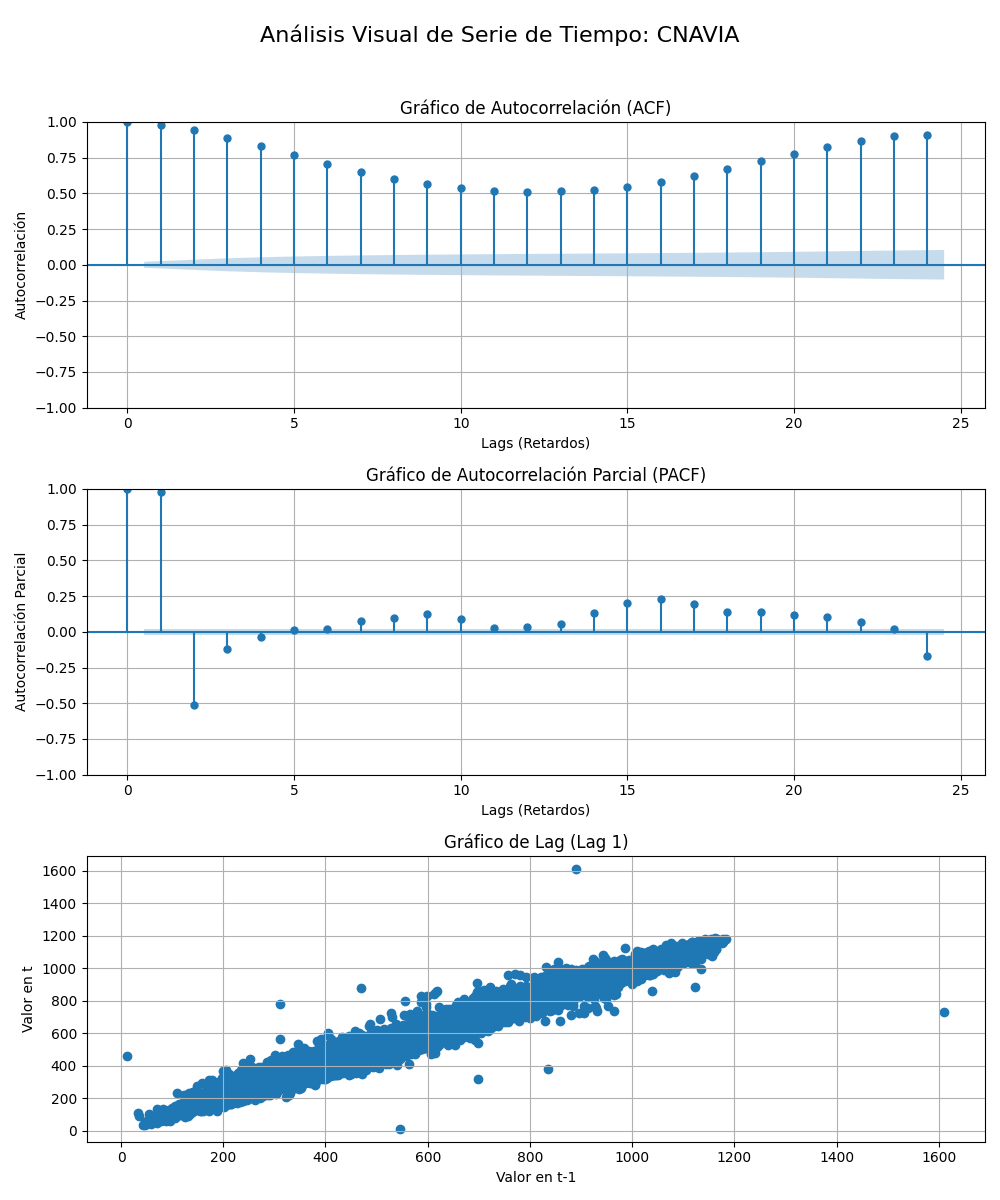 Análisis Visual de Serie de Tiempo: CNAVIA
Gráfico de Autocorrelación (ACF)
1.00
0.75
0.50
0.25
0.00
−0.25
−0.50
−0.75
−1.00
Autocorrelación
0 5 10 15 20 25
Lags (Retardos)
Gráfico de Autocorrelación Parcial (PACF)
1.00
0.75
0.50
0.25
0.00
−0.25
−0.50
−0.75
−1.00
Autocorrelación Parcial
0 5 10 15 20 25
Lags (Retardos)
Gráfico de Lag (Lag 1)
1600
1400
1200
1000
800
600
400
200
0
Valor en t
0 200 400 600 800 1000 1200 1400 1600
Valor en t-1